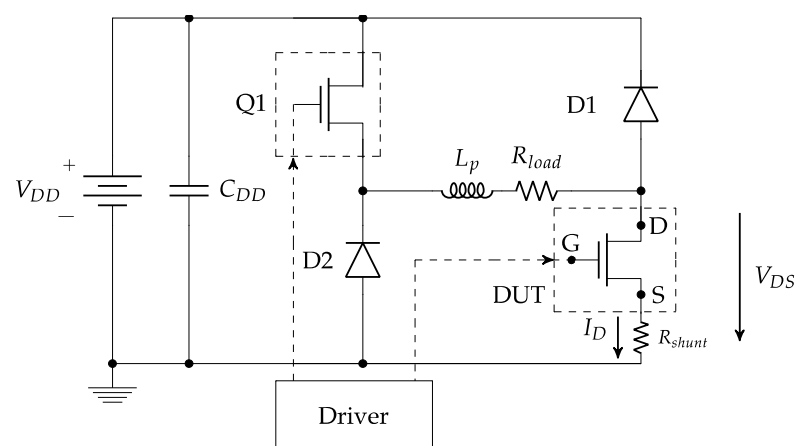 Q1
D1
L_p
R_load
+
V_DD
−
C_DD
D2
G
D
DUT
S
V_DS
I_D
R_shunt
Driver